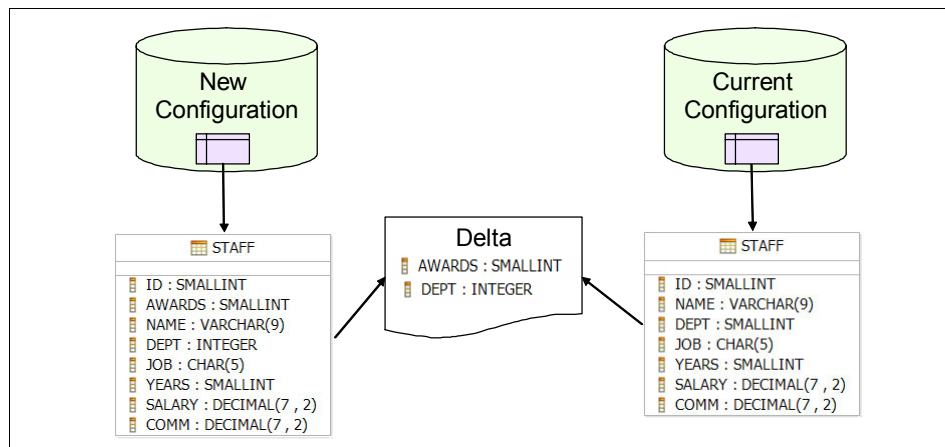 New
Configuration
Current
Configuration
STAFF
ID : SMALLINT
AWARDS : SMALLINT
NAME : VARCHAR(9)
DEPT : INTEGER
JOB : CHAR(5)
YEARS : SMALLINT
SALARY : DECIMAL(7 , 2)
COMM : DECIMAL(7 , 2)
Delta
AWARDS : SMALLINT
DEPT : INTEGER
STAFF
ID : SMALLINT
NAME : VARCHAR(9)
DEPT : SMALLINT
JOB : CHAR(5)
YEARS : SMALLINT
SALARY : DECIMAL(7 , 2)
COMM : DECIMAL(7 , 2)